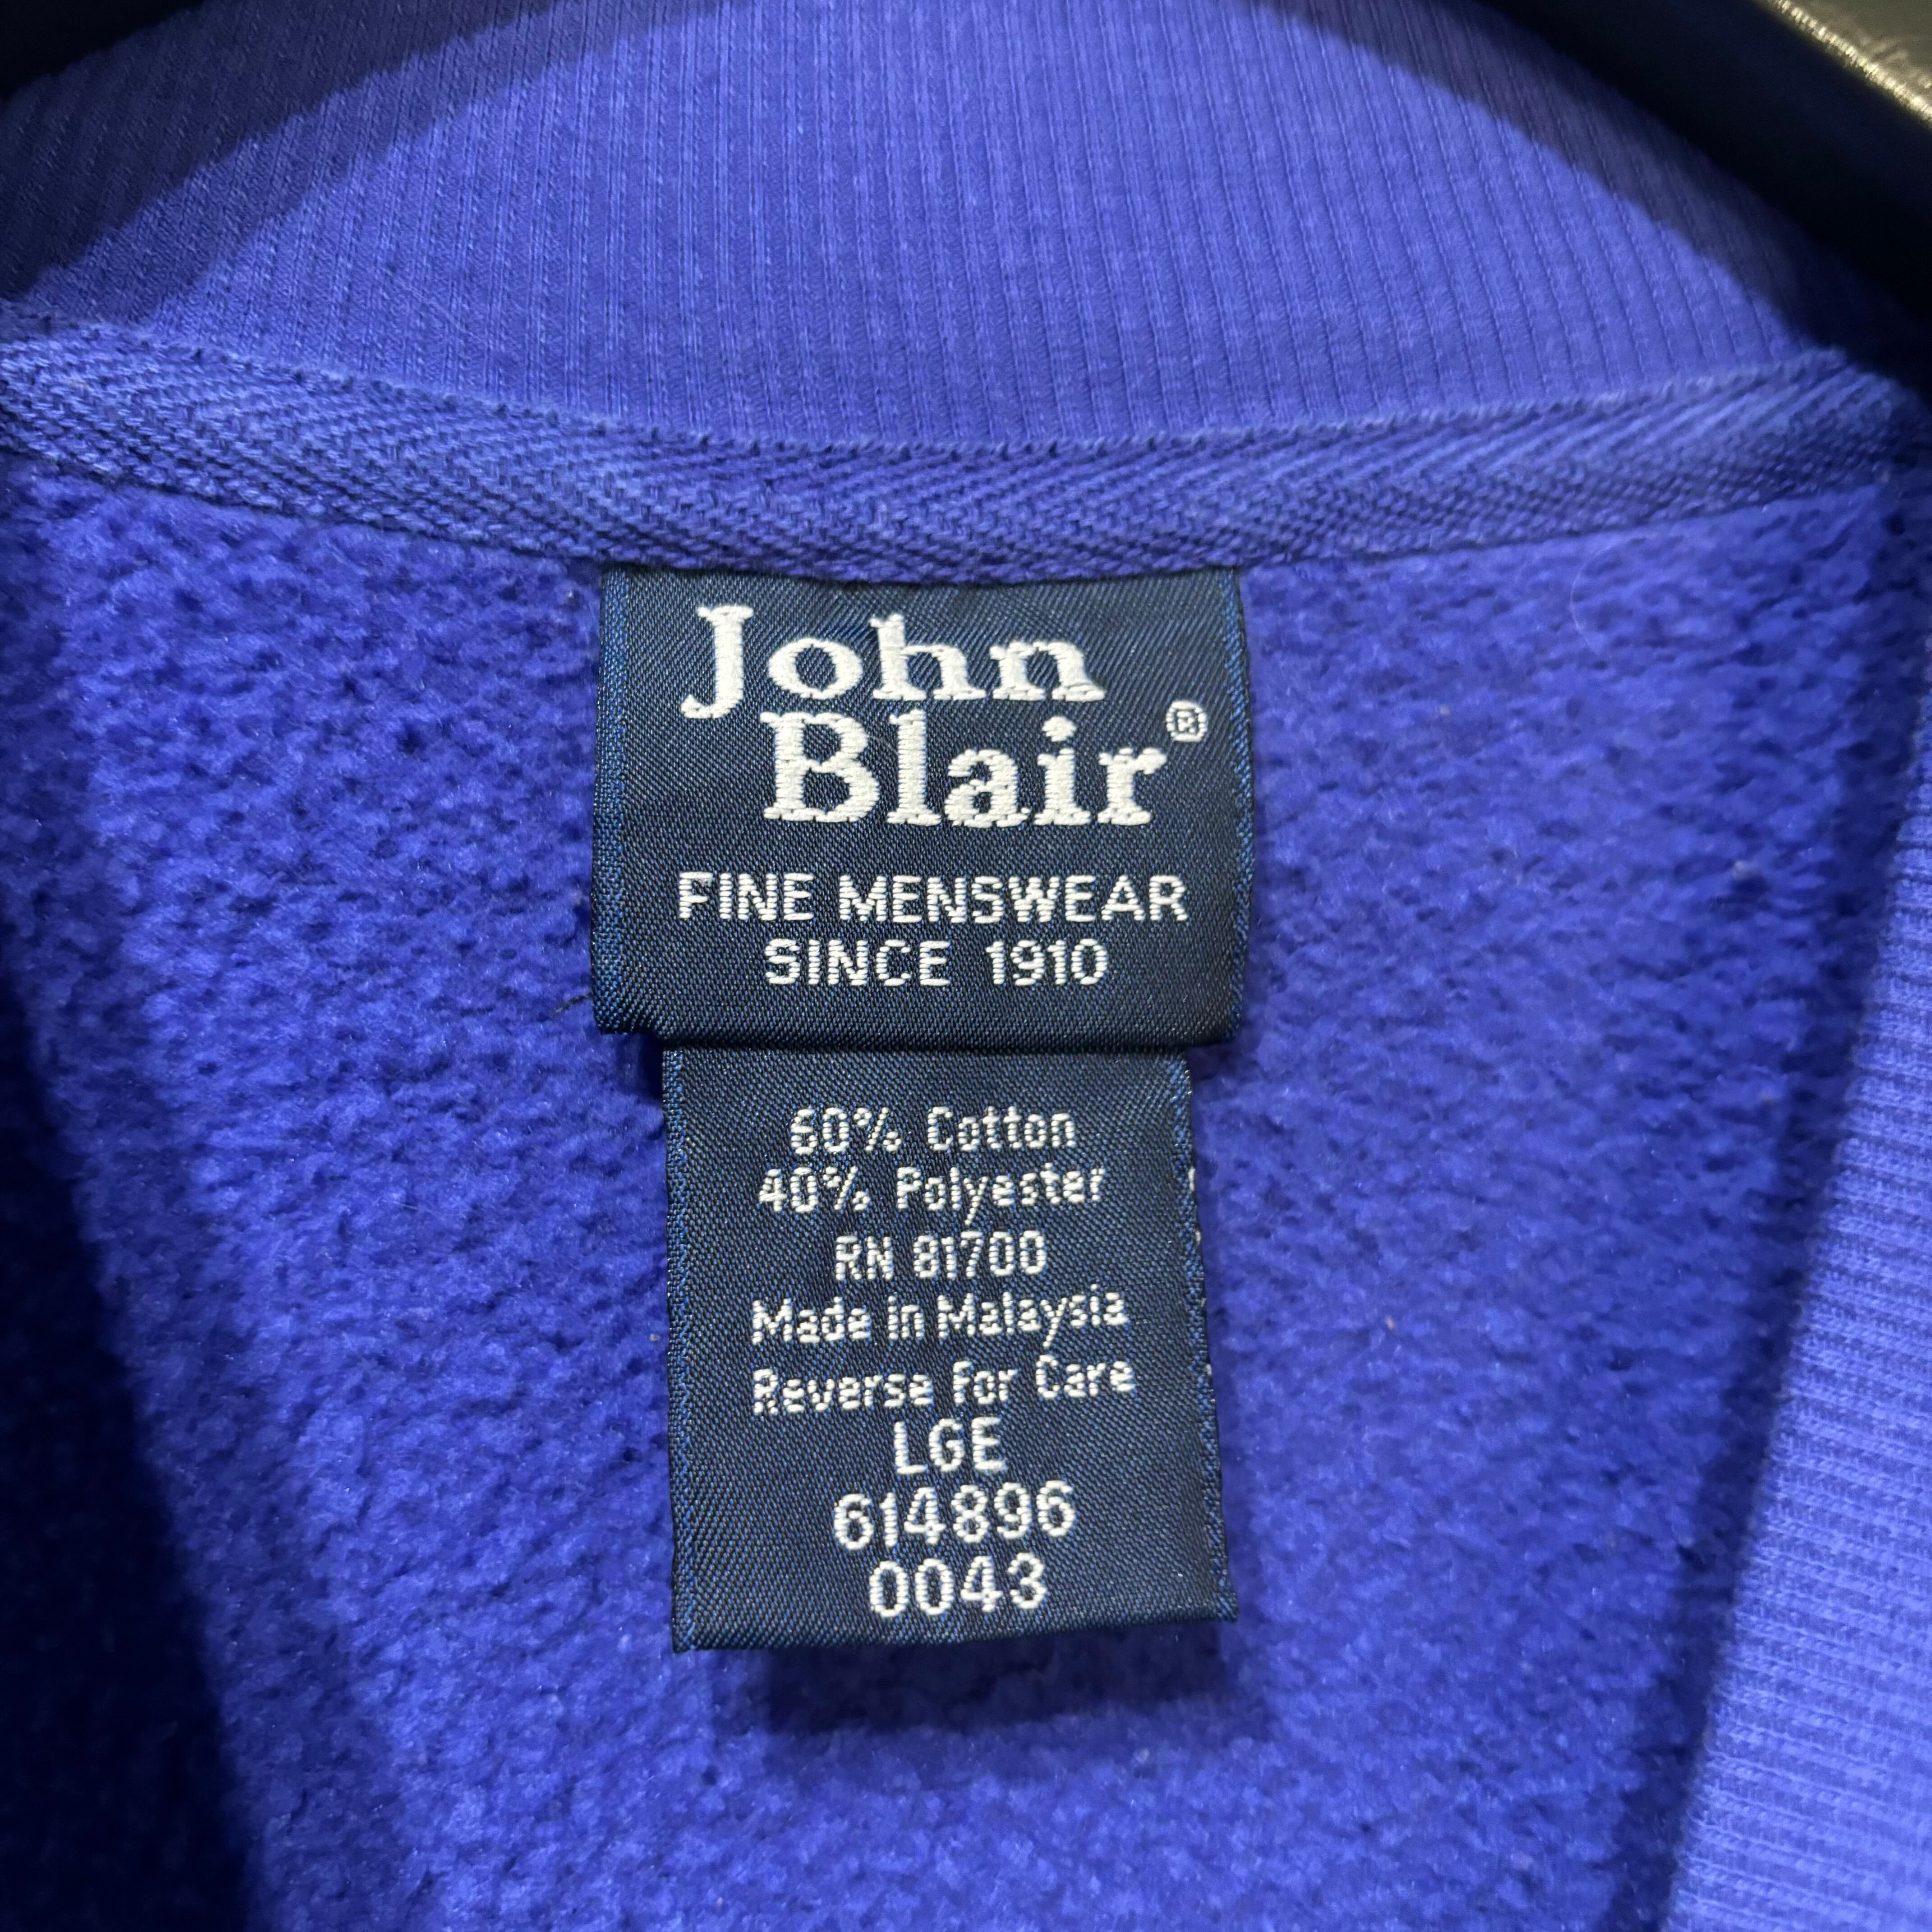 John
Blair®
FINE MENSWEAR
SINCE 1910
60% Cotton
40% Polyester
RN 81700
Made in Malaysia
Reverse For Care
LGE
614896
0043